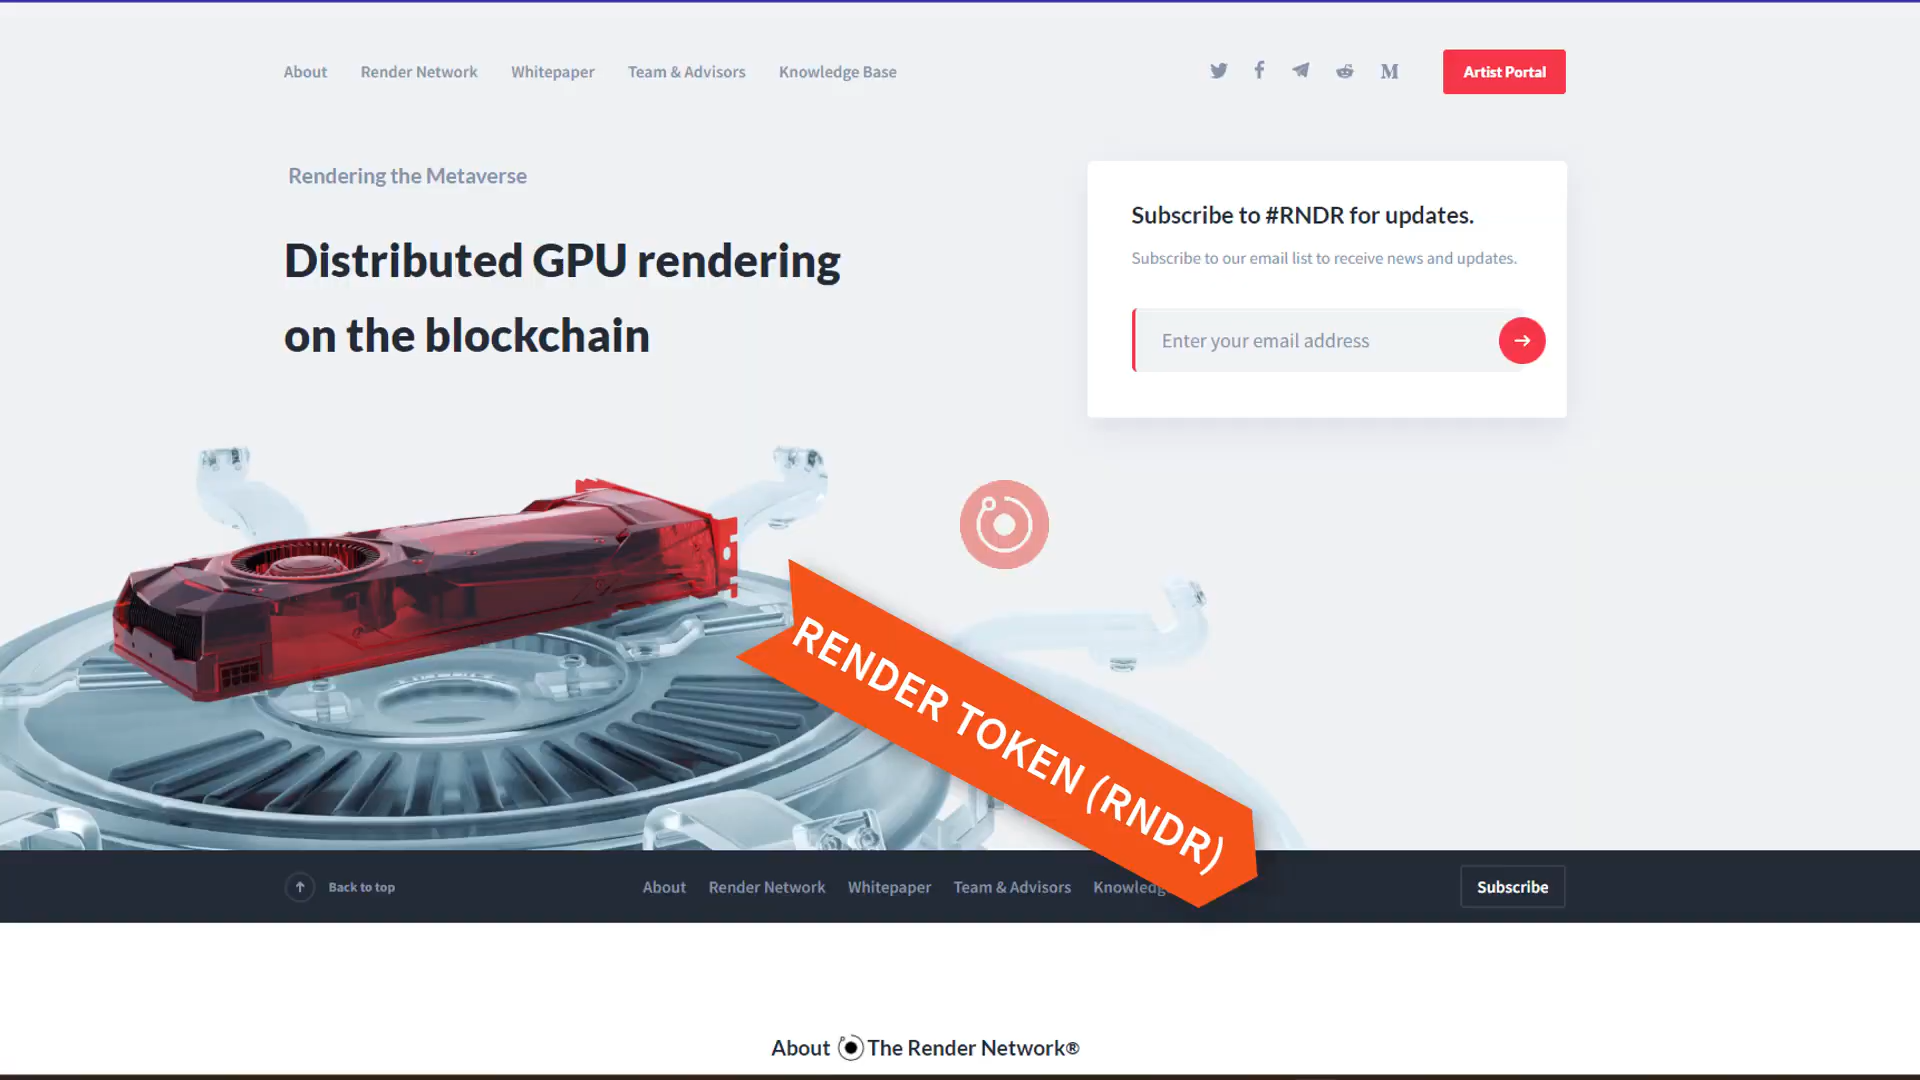 About Render Network Whitepaper Team & Advisors Knowledge Base Artist Portal
Rendering the Metaverse
Distributed GPU rendering
on the blockchain
Subscribe to #RNDR for updates.
Subscribe to our email list to receive news and updates.
Enter your email address
RENDER TOKEN (RNDR)
Back to top About Render Network Whitepaper Team & Advisors Subscribe
About The Render Network®